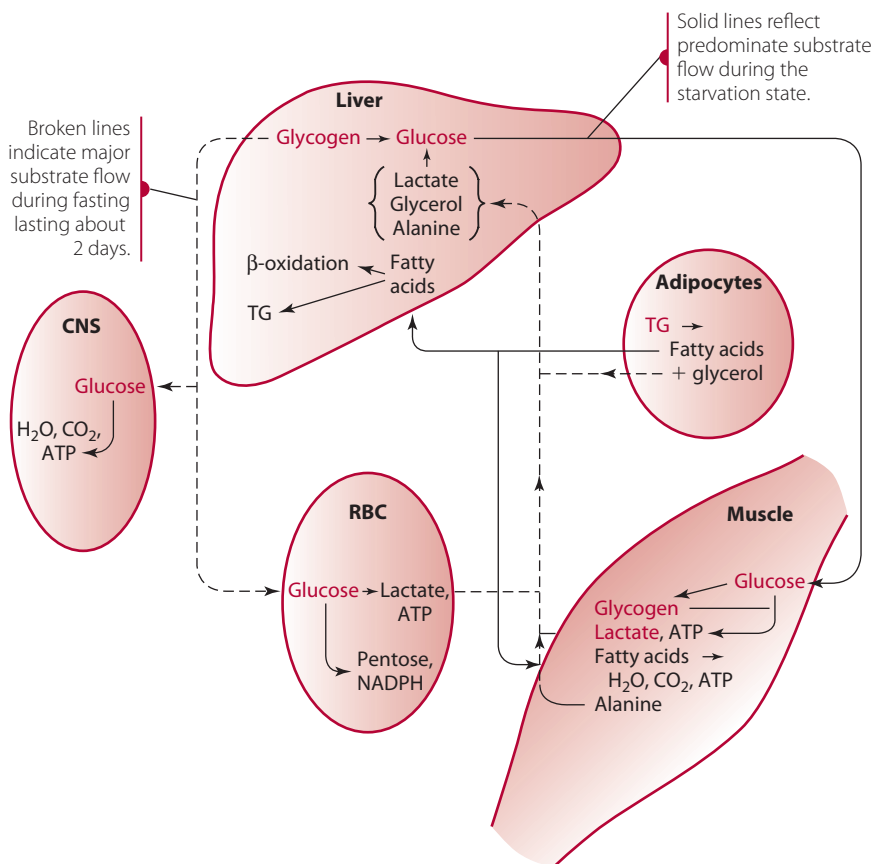 Solid lines reflect
predominate substrate
flow during the
starvation state.
Broken lines
indicate major
substrate flow
during fasting
lasting about
2 days.
Liver
Glycogen
Glucose
Lactate
Glycerol
Alanine
β-oxidation
Fatty
acids
TG
Adipocytes
TG
Fatty acids
+ glycerol
CNS
Glucose
H₂O, CO₂,
ATP
RBC
Glucose
Lactate,
ATP
Pentose,
NADPH
Muscle
Glucose
Glycogen
Lactate, ATP
Fatty acids
H₂O, CO₂, ATP
Alanine